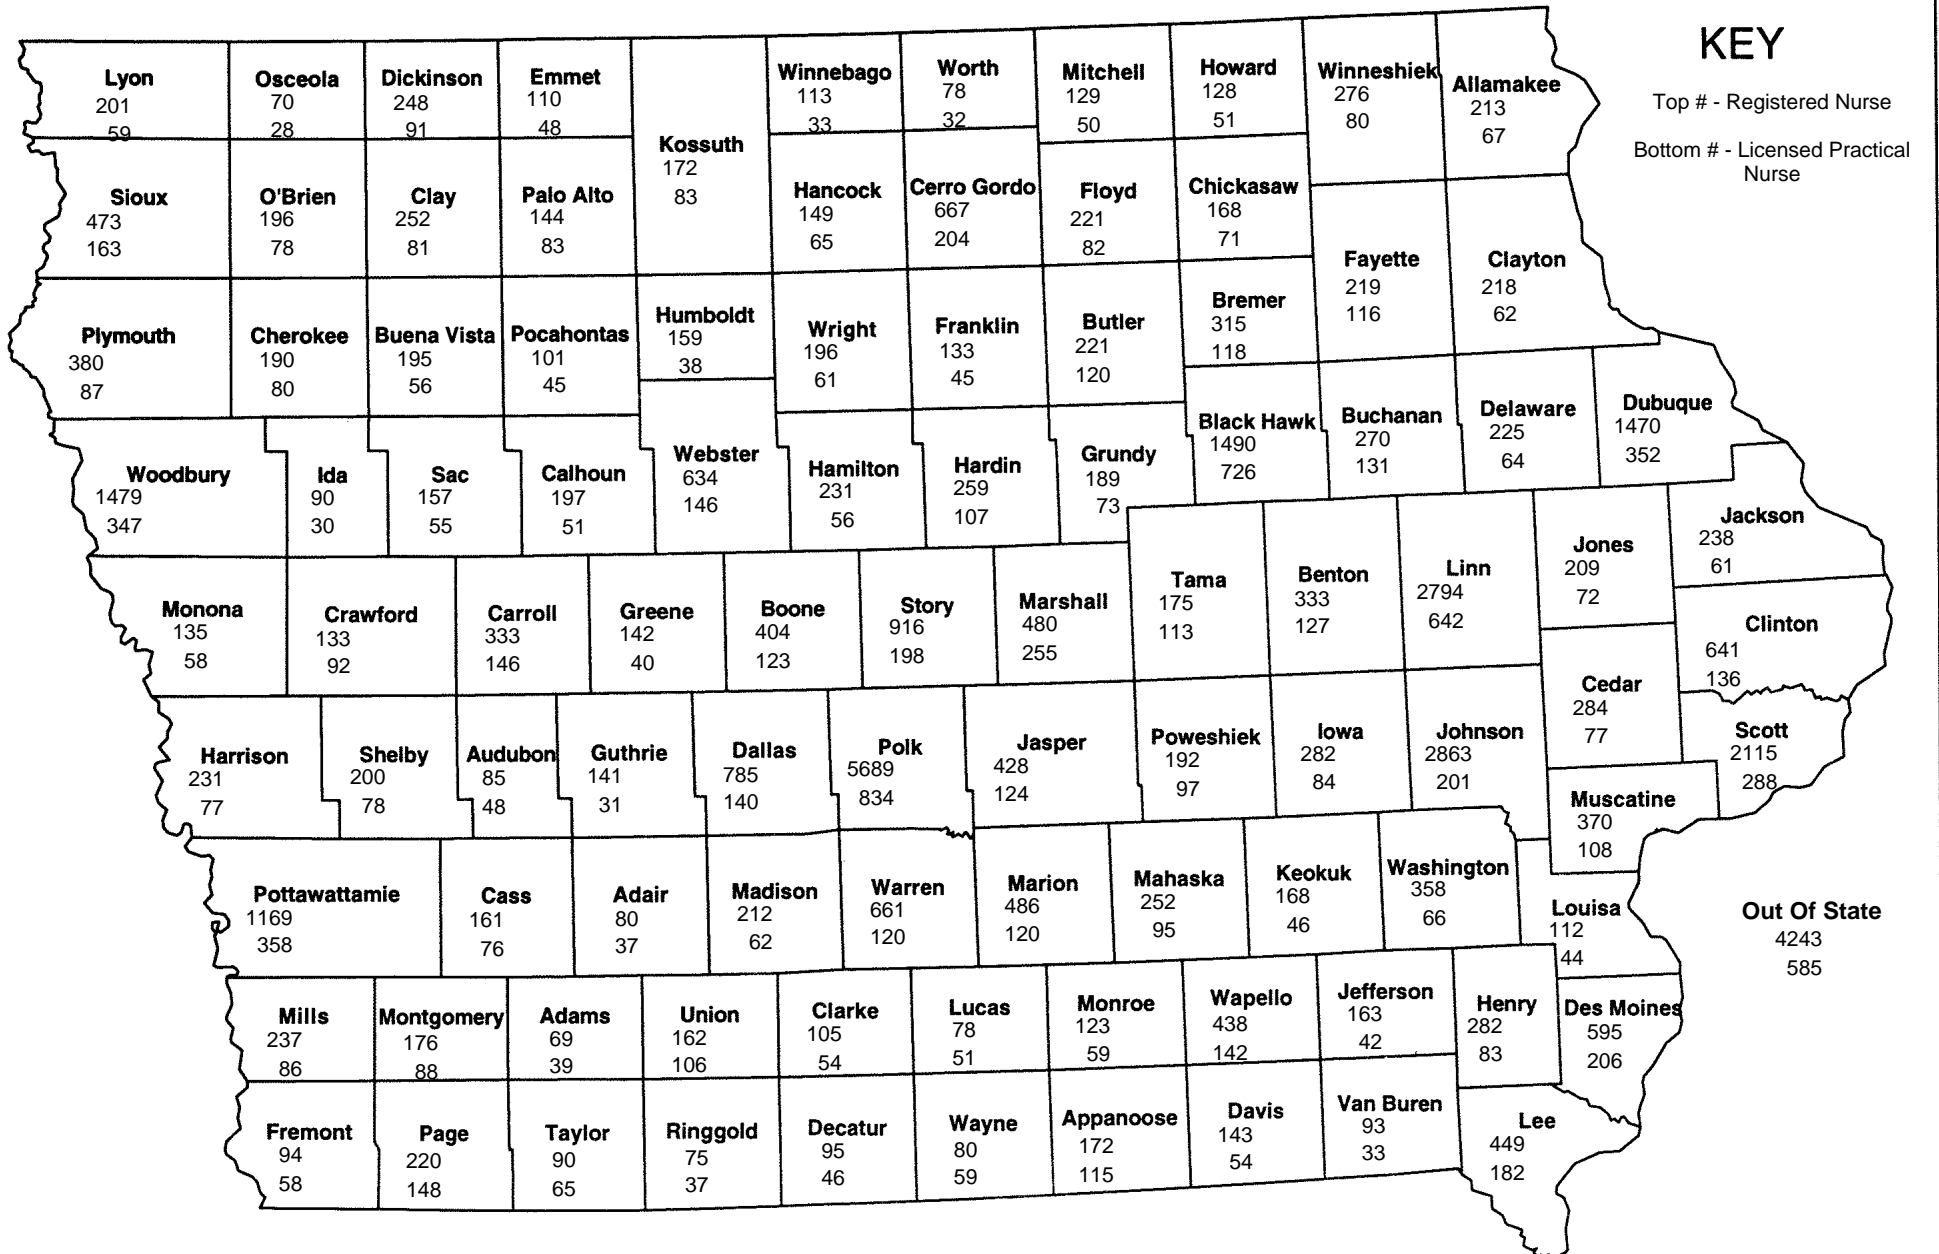 KEY
Top # - Registered Nurse
Bottom # - Licensed Practical
Nurse
Lyon
201
59
Osceola
70
28
Dickinson
248
91
Emmet
110
48
Kossuth
172
83
Winnebago
113
33
Worth
78
32
Mitchell
129
50
Howard
128
51
Winneshiek
276
80
Allamakee
213
67
Sioux
473
163
O'Brien
196
78
Clay
252
81
Palo Alto
144
83
Hancock
149
65
Cerro Gordo
667
204
Floyd
221
82
Chickasaw
168
71
Fayette
219
116
Clayton
218
62
Plymouth
380
87
Cherokee
190
80
Buena Vista
195
56
Pocahontas
101
45
Humboldt
159
38
Wright
196
61
Franklin
133
45
Butler
221
120
Bremer
315
118
Woodbury
1479
347
Ida
90
30
Sac
157
55
Calhoun
197
51
Webster
634
146
Hamilton
231
56
Hardin
259
107
Grundy
189
73
Black Hawk
1490
726
Buchanan
270
131
Delaware
225
64
Dubuque
1470
352
Monona
135
58
Crawford
133
92
Carroll
333
146
Greene
142
40
Boone
404
123
Story
916
198
Marshall
480
255
Tama
175
113
Benton
333
127
Linn
2794
642
Jones
209
72
Jackson
238
61
Clinton
641
136
Cedar
284
77
Harrison
231
77
Shelby
200
78
Audubon
85
48
Guthrie
141
31
Dallas
785
140
Polk
5689
834
Jasper
428
124
Poweshiek
192
97
Iowa
282
84
Johnson
2863
201
Scott
2115
288
Muscatine
370
108
Pottawattamie
1169
358
Cass
161
76
Adair
80
37
Madison
212
62
Warren
661
120
Marion
486
120
Mahaska
252
95
Keokuk
168
46
Washington
358
66
Louisa
112
44
Out Of State
4243
585
Mills
237
86
Montgomery
176
88
Adams
69
39
Union
162
106
Clarke
105
54
Lucas
78
51
Monroe
123
59
Wapello
438
142
Jefferson
163
42
Henry
282
83
Des Moines
595
206
Fremont
94
58
Page
220
148
Taylor
90
65
Ringgold
75
37
Decatur
95
46
Wayne
80
59
Appanoose
172
115
Davis
143
54
Van Buren
93
33
Lee
449
182